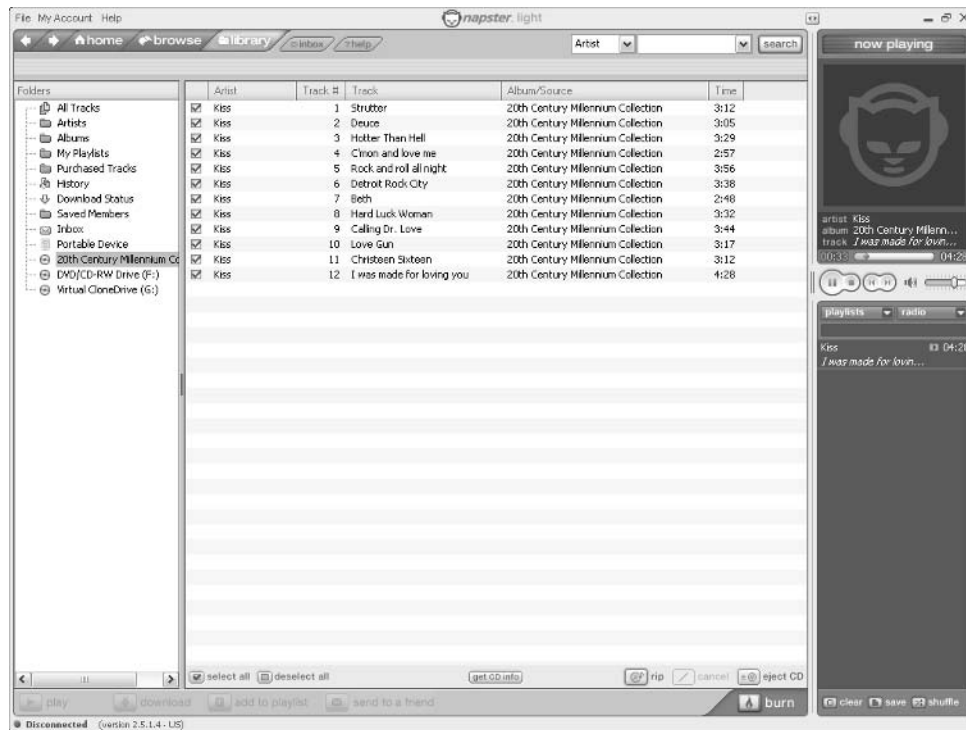 File My Account Help
napster. light
home browse library inbox ?help
Artist search
now playing
Folders
All Tracks
Artists
Albums
My Playlists
Purchased Tracks
History
Download Status
Saved Members
Inbox
Portable Device
20th Century Millennium Co
DVD/CD-RW Drive (F:)
Virtual CloneDrive (G:)
Artist Track # Track Album/Source Time
Kiss 1 Strutter 20th Century Millennium Collection 3:12
Kiss 2 Deuce 20th Century Millennium Collection 3:05
Kiss 3 Hotter Than Hell 20th Century Millennium Collection 3:29
Kiss 4 C'mon and love me 20th Century Millennium Collection 2:57
Kiss 5 Rock and roll all night 20th Century Millennium Collection 3:56
Kiss 6 Detroit Rock City 20th Century Millennium Collection 3:38
Kiss 7 Beth 20th Century Millennium Collection 2:48
Kiss 8 Hard Luck Woman 20th Century Millennium Collection 3:32
Kiss 9 Calling Dr. Love 20th Century Millennium Collection 3:44
Kiss 10 Love Gun 20th Century Millennium Collection 3:17
Kiss 11 Christeen Sixteen 20th Century Millennium Collection 3:12
Kiss 12 I was made for loving you 20th Century Millennium Collection 4:28
artist Kiss
album 20th Century Millenn...
track I was made for lovin...
00:33 04:28
playlists radio
Kiss 04:28
I was made for lovin...
select all deselect all get CD info rip cancel eject CD
play download add to playlist send to a friend burn
clear save shuffle
Disconnected (version 2.5.1.4 - US)